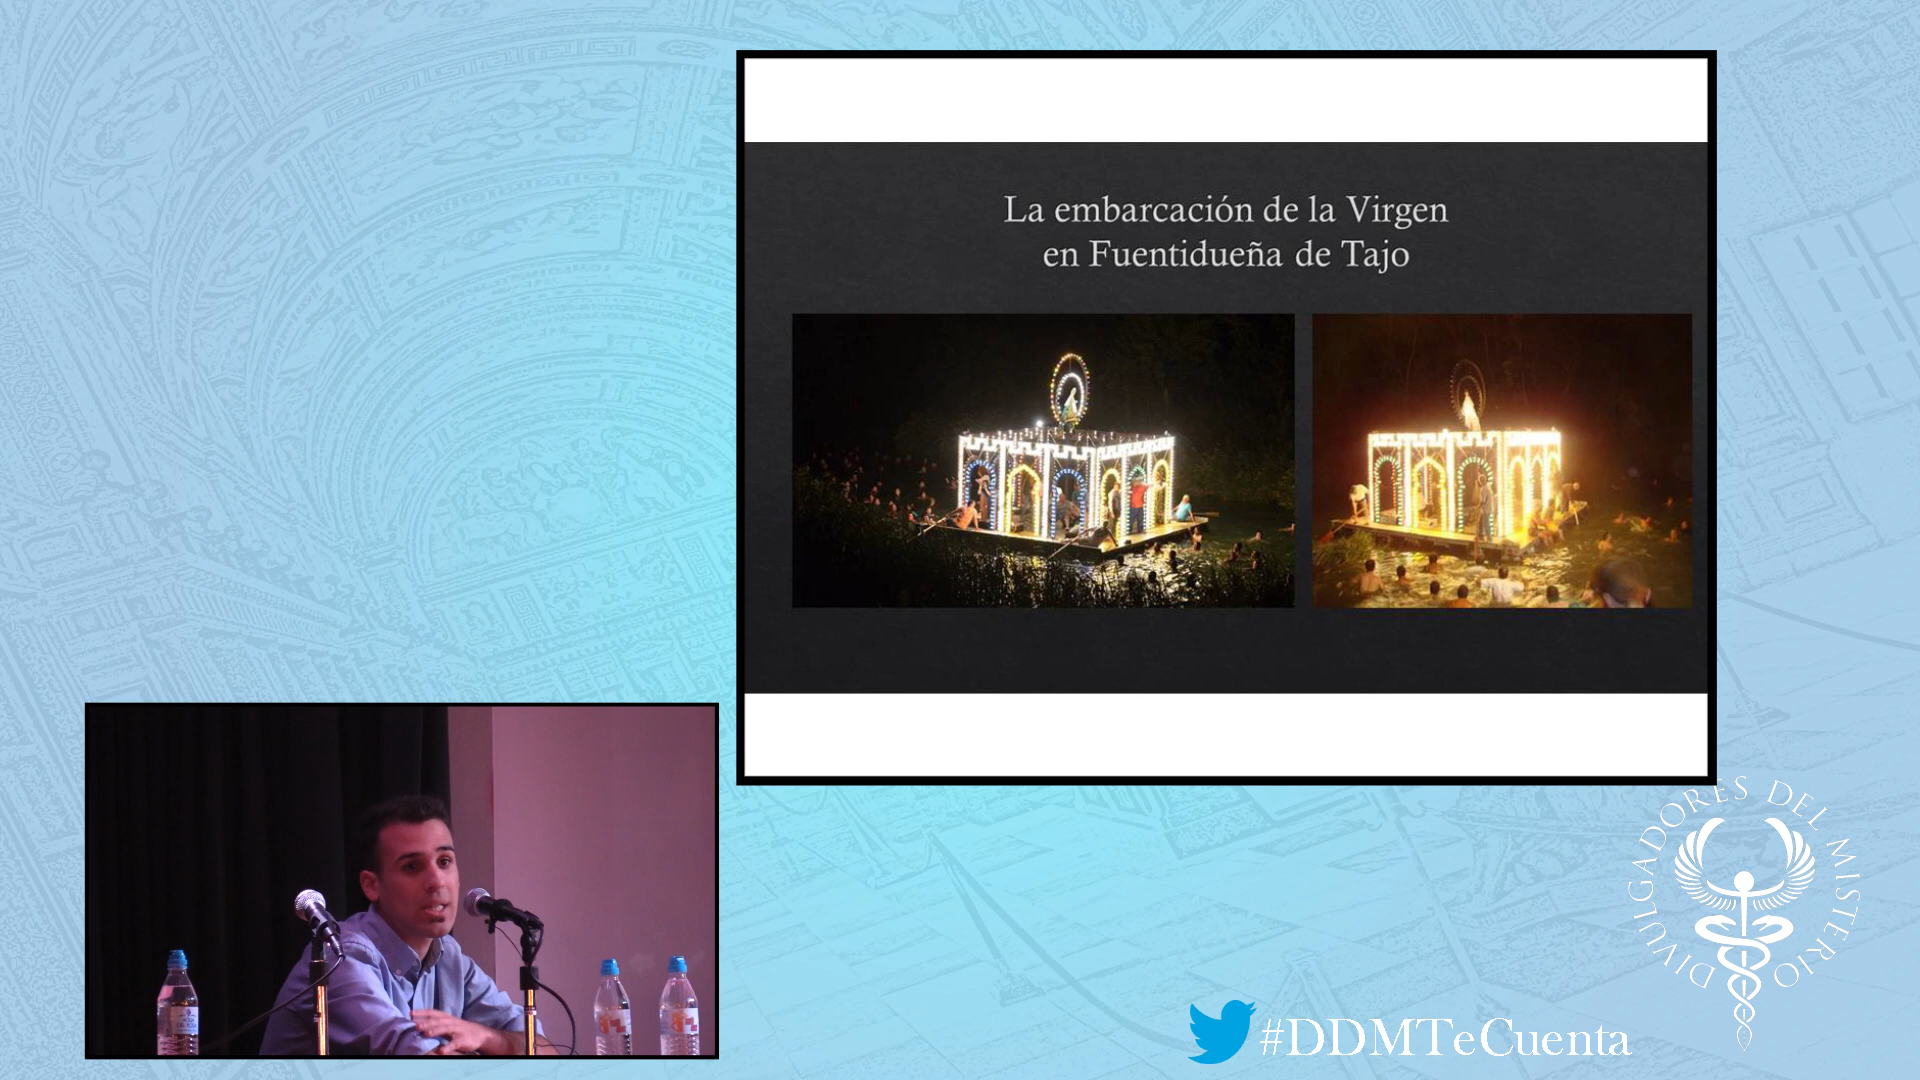 La embarcación de la Virgen
en Fuentidueña de Tajo
DIVULGADORES DEL MISTERIO
#DDMTeCuenta